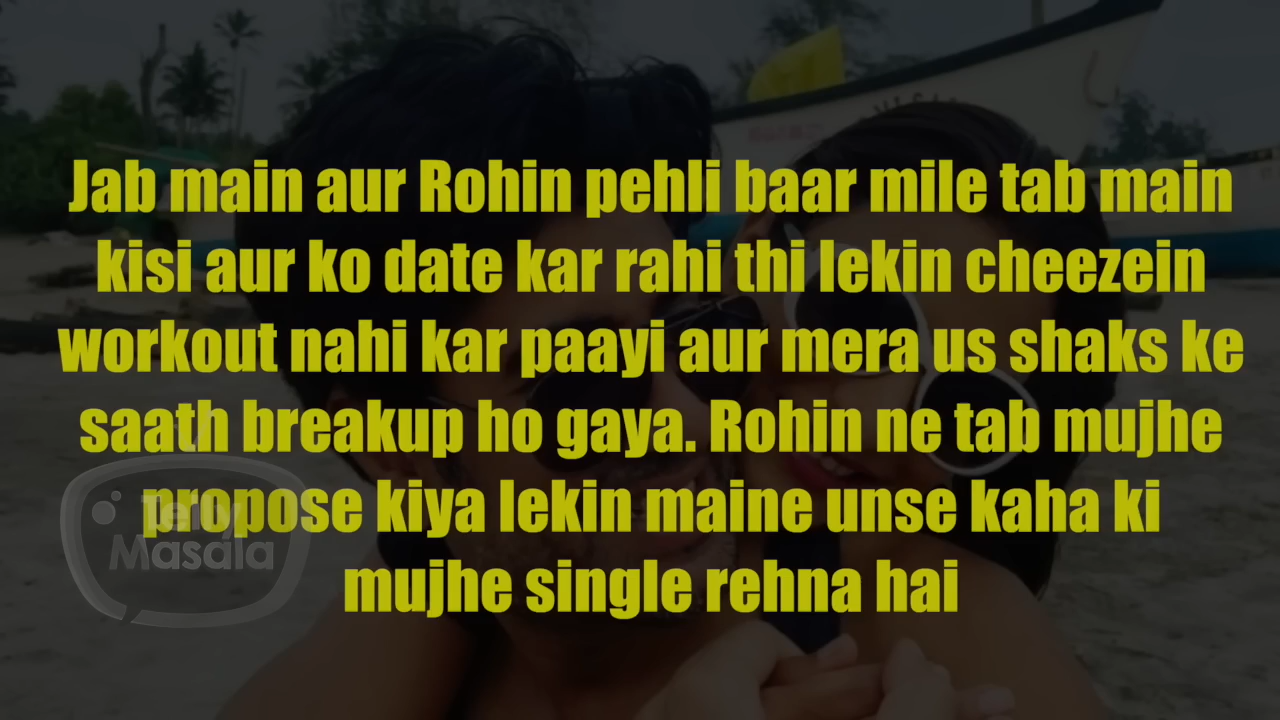 Jab main aur Rohin pehli baar mile tab main
kisi aur ko date kar rahi thi lekin cheezein
workout nahi kar paayi aur mera us shaks ke
saath breakup ho gaya. Rohin ne tab mujhe
propose kiya lekin maine unse kaha ki
mujhe single rehna hai
Masala